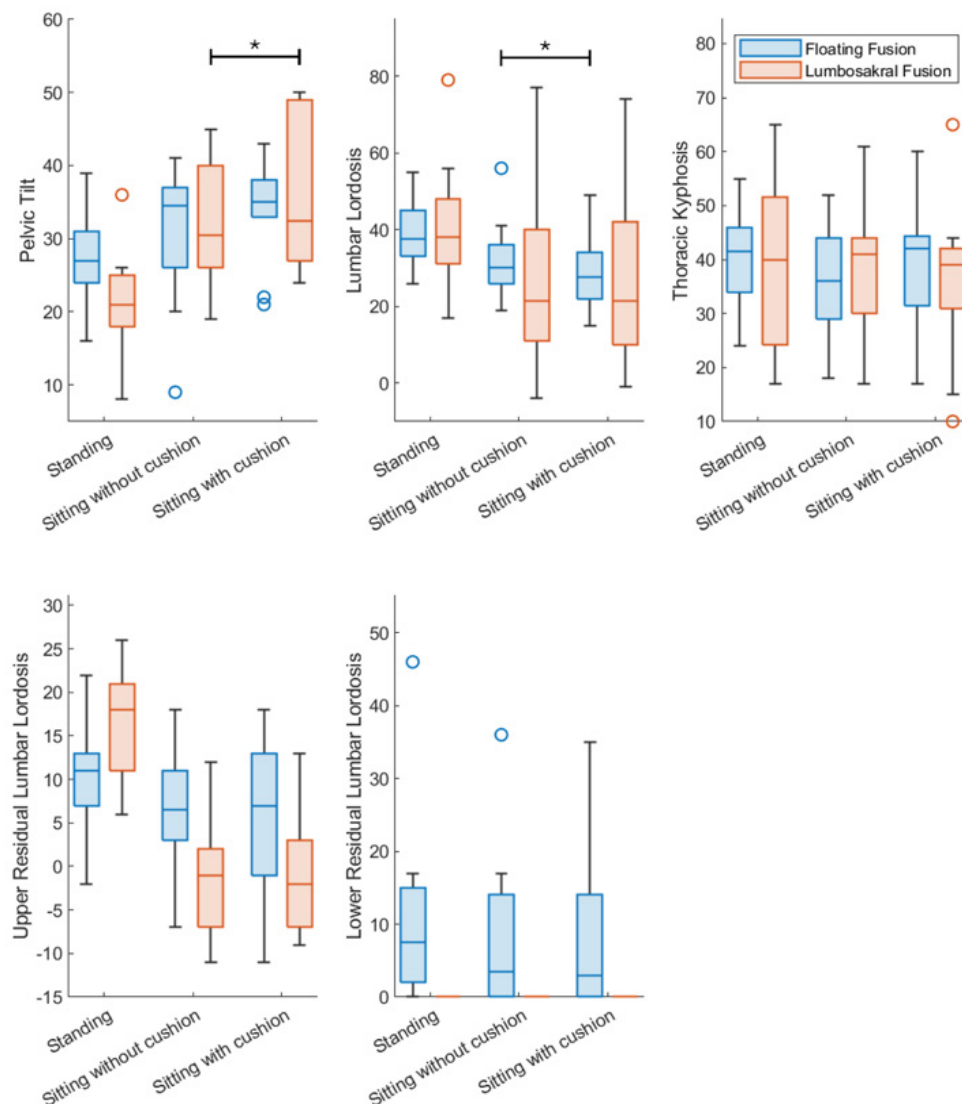 60
50
40
30
20
10
Pelvic Tilt
*
Standing
Sitting without cushion
Sitting with cushion
80
60
40
20
0
Lumbar Lordosis
*
Standing
Sitting without cushion
Sitting with cushion
80
70
60
50
40
30
20
10
Thoracic Kyphosis
Floating Fusion
Lumbosakral Fusion
Standing
Sitting without cushion
Sitting with cushion
30
25
20
15
10
5
-0
-5
-10
-15
Upper Residual Lumbar Lordosis
Standing
Sitting without cushion
Sitting with cushion
50
40
30
20
10
0
Lower Residual Lumbar Lordosis
Standing
Sitting without cushion
Sitting with cushion